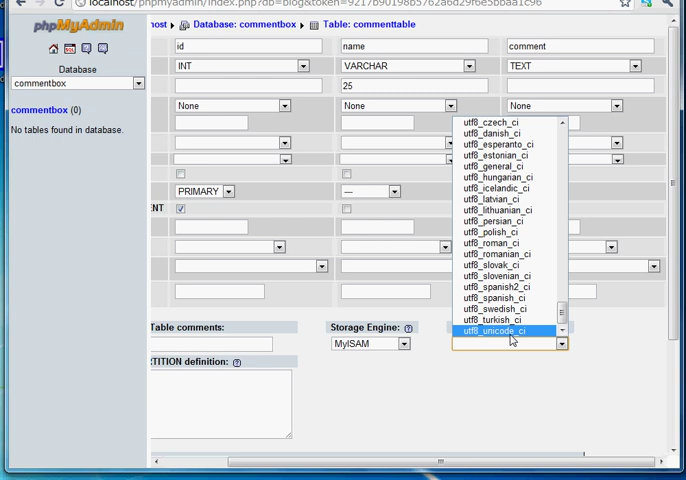 localhost/phpmyadmin/index.php?db=blog&token=9217b90198b5762a6d29f6e5bbaa1c96
phpMyAdmin
host ▸ Database: commentbox ▸ Table: commenttable
Database
commentbox
commentbox (0)
No tables found in database.
id name comment
INT VARCHAR TEXT
25
None None None
PRIMARY ---
ENT
utf8_czech_ci
utf8_danish_ci
utf8_esperanto_ci
utf8_estonian_ci
utf8_general_ci
utf8_hungarian_ci
utf8_icelandic_ci
utf8_latvian_ci
utf8_lithuanian_ci
utf8_persian_ci
utf8_polish_ci
utf8_roman_ci
utf8_romanian_ci
utf8_slovak_ci
utf8_slovenian_ci
utf8_spanish2_ci
utf8_spanish_ci
utf8_swedish_ci
utf8_turkish_ci
utf8_unicode_ci
Table comments: Storage Engine:
MyISAM
RTITION definition: